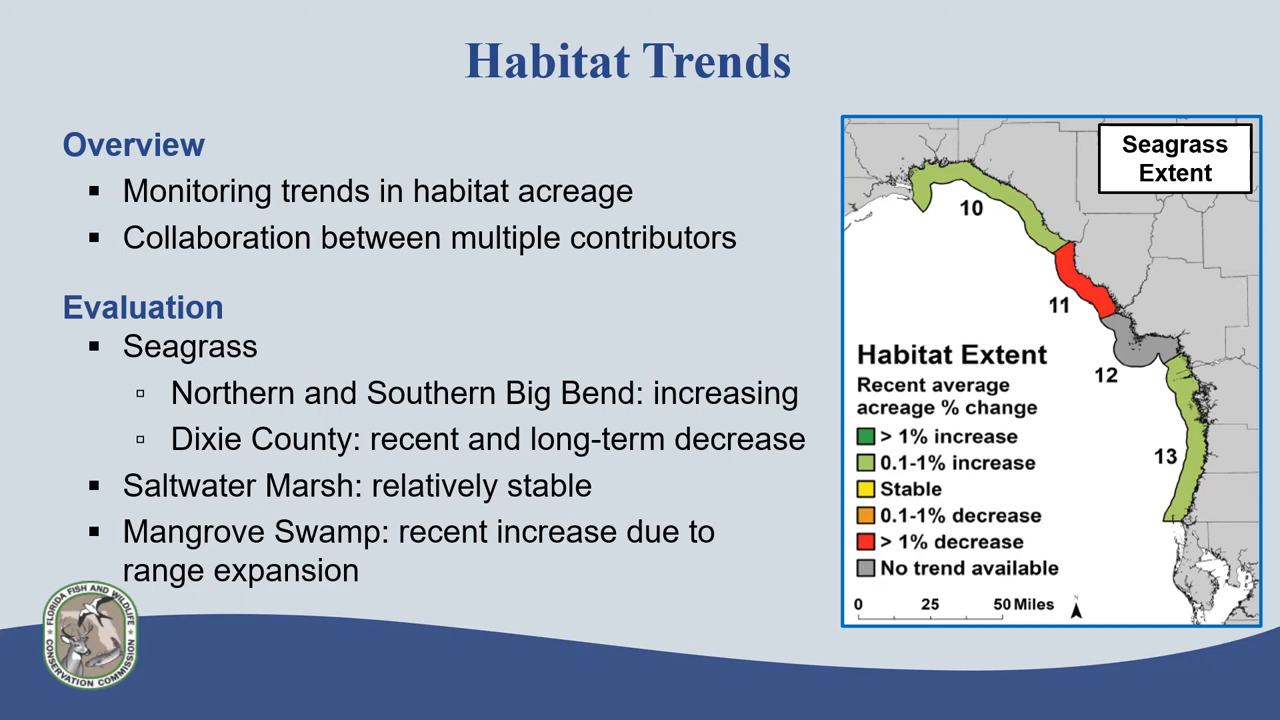 Habitat Trends
Overview
▪ Monitoring trends in habitat acreage
▪ Collaboration between multiple contributors
Evaluation
▪ Seagrass
▫ Northern and Southern Big Bend: increasing
▫ Dixie County: recent and long-term decrease
▪ Saltwater Marsh: relatively stable
▪ Mangrove Swamp: recent increase due to
range expansion
FLORIDA FISH AND WILDLIFE
CONSERVATION COMMISSION
Seagrass
Extent
10
11
12
13
Habitat Extent
Recent average
acreage % change
> 1% increase
0.1-1% increase
Stable
0.1-1% decrease
> 1% decrease
No trend available
0 25 50 Miles
N